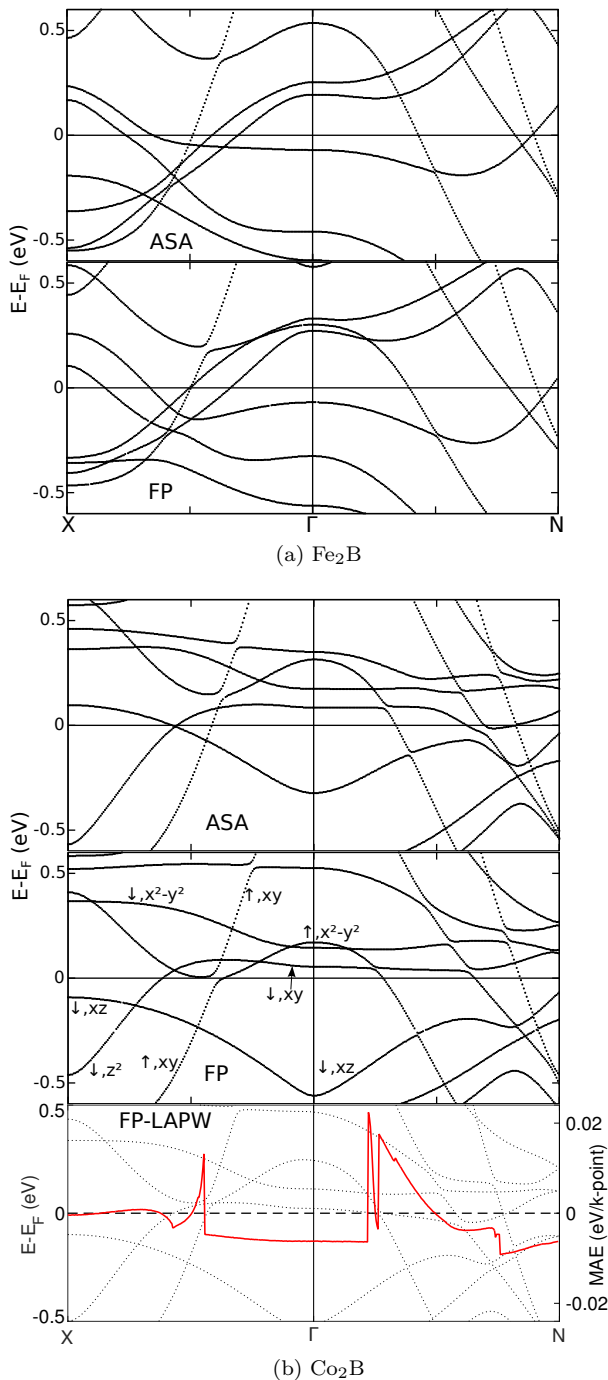 0.5
0
-0.5
ASA
E-E_F (eV)
0.5
0
-0.5
FP
X Γ N
(a) Fe₂B
0.5
0
-0.5
ASA
E-E_F (eV)
0.5
0
-0.5
↓,x²-y²
↑,xy
↑,x²-y²
↓,xy
↓,xz
↓,z²
↑,xy
FP
↓,xz
FP-LAPW
0.5
0
-0.5
E-E_F (eV)
0.02
0
-0.02
MAE (eV/k-point)
X Γ N
(b) Co₂B